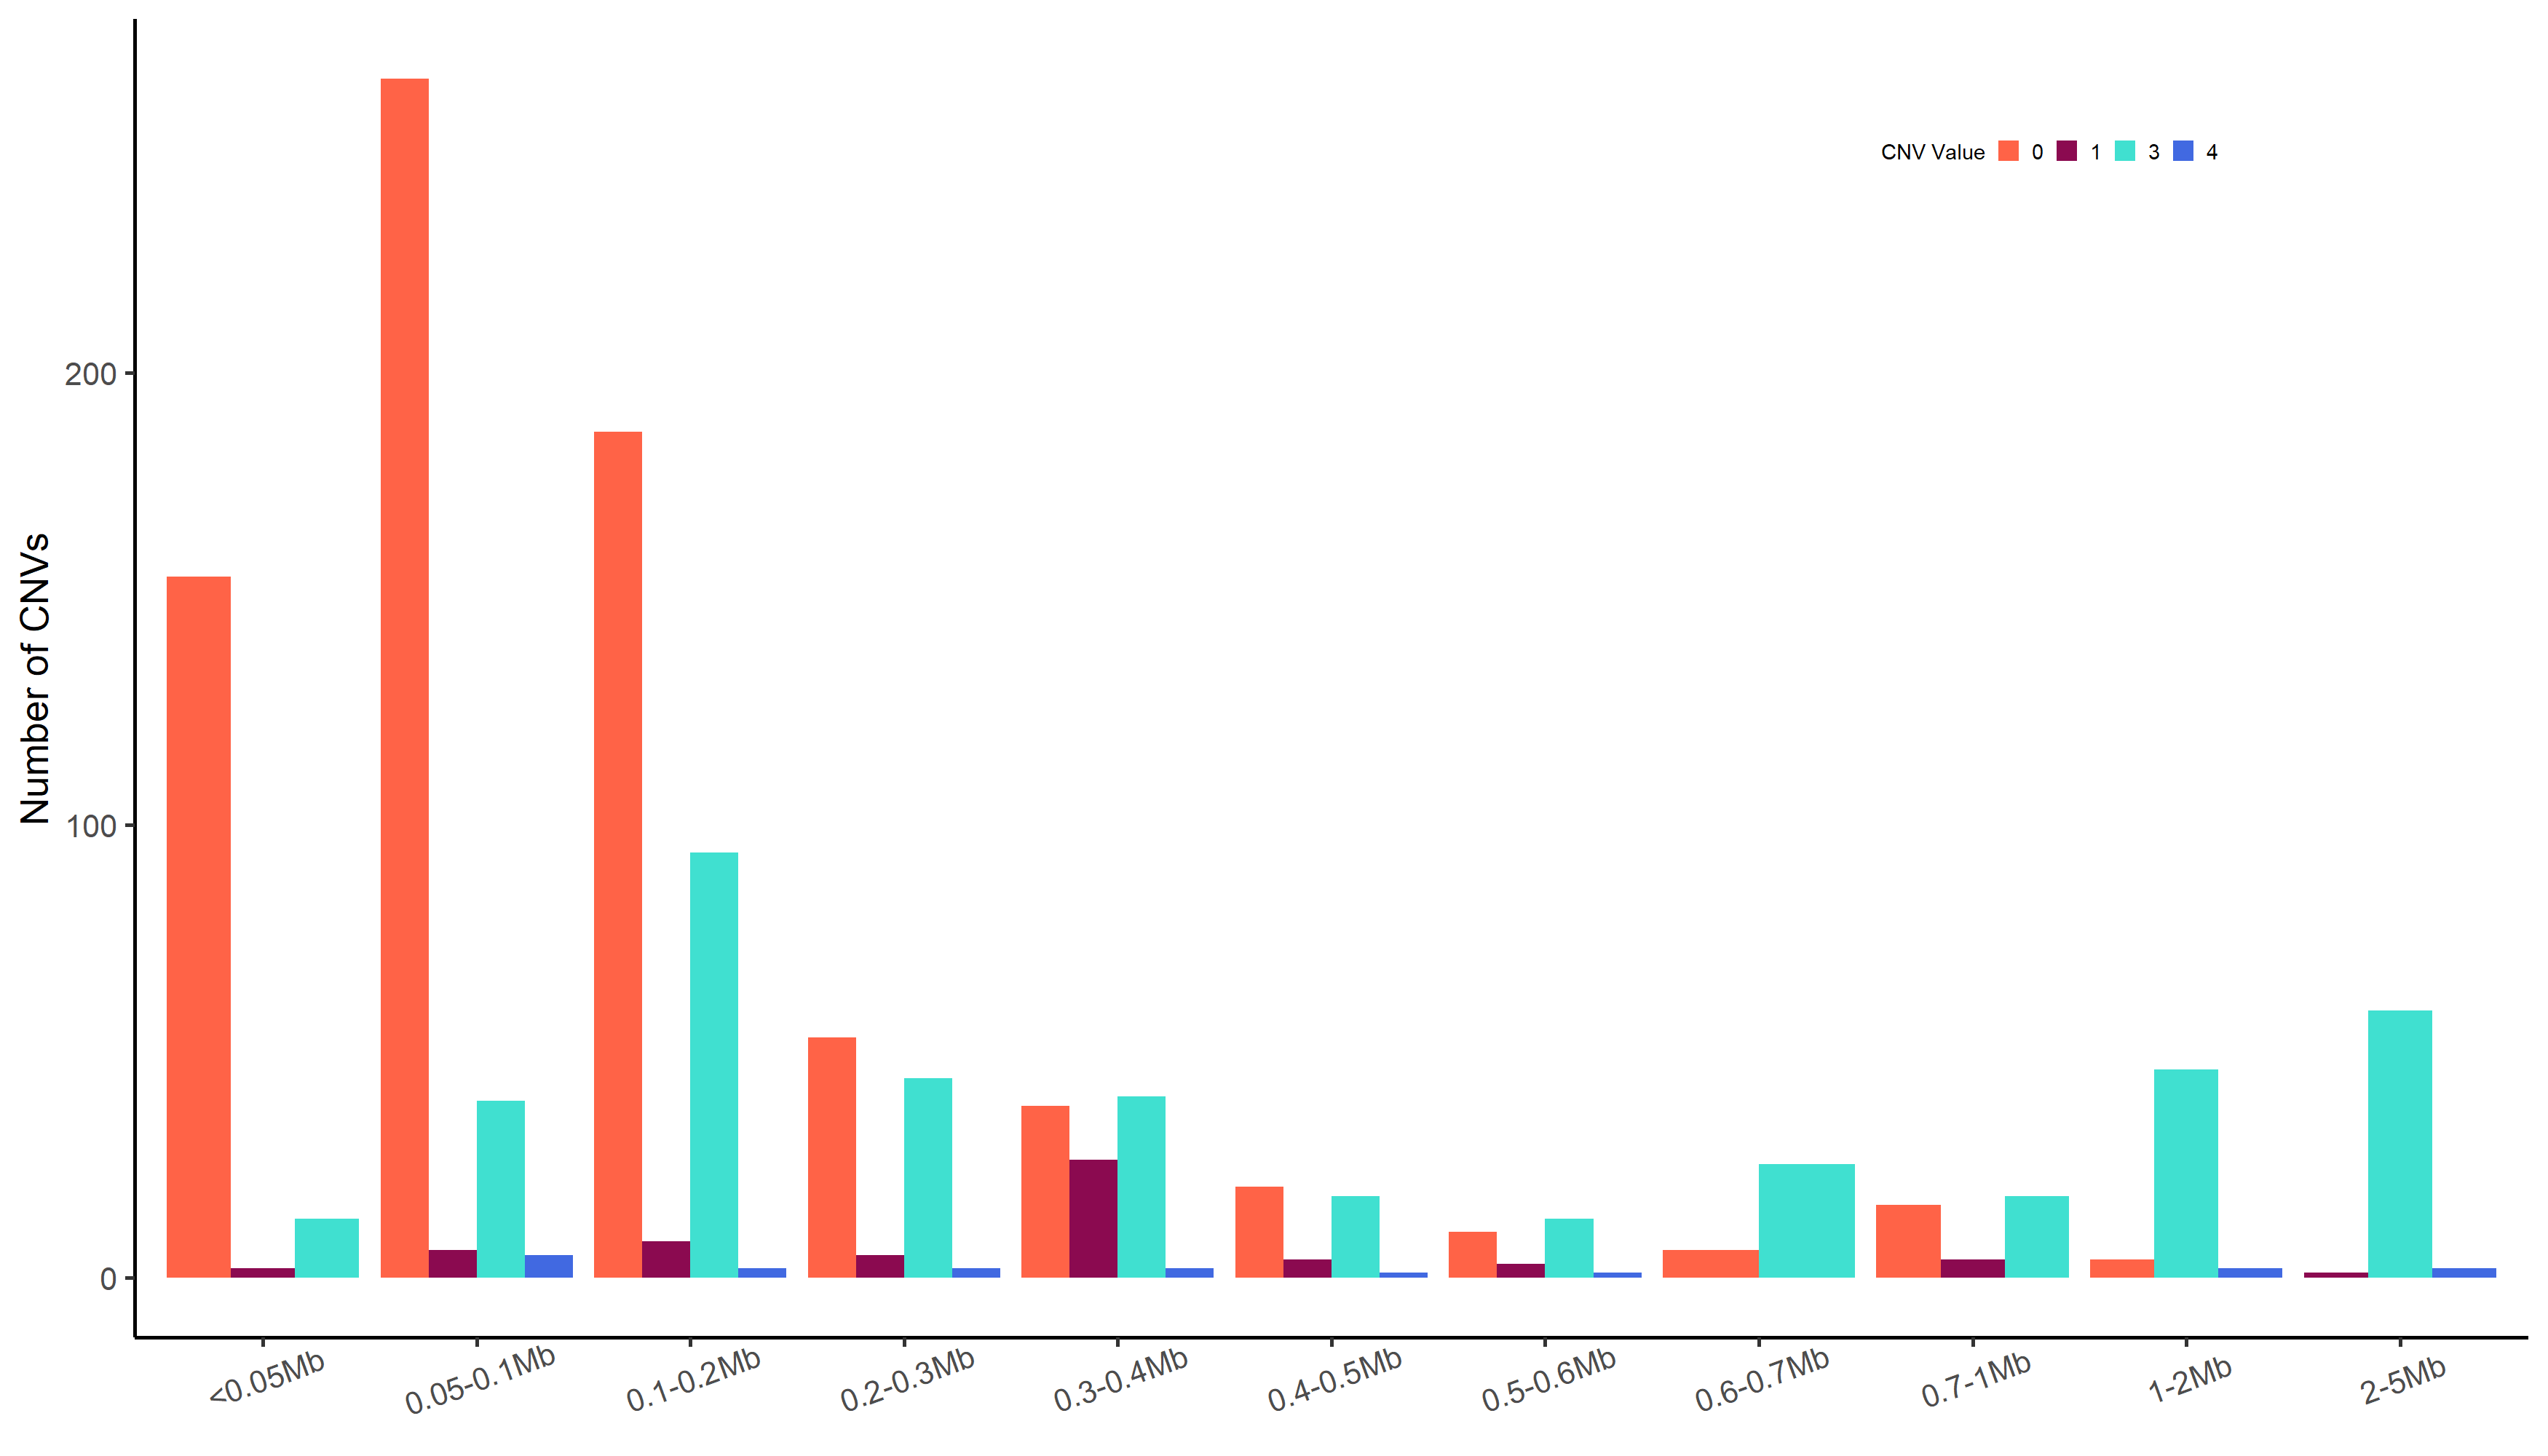 CNV Value 0 1 3 4
Number of CNVs
200
100
0
<0.05Mb 0.05-0.1Mb 0.1-0.2Mb 0.2-0.3Mb 0.3-0.4Mb 0.4-0.5Mb 0.5-0.6Mb 0.6-0.7Mb 0.7-1Mb 1-2Mb 2-5Mb